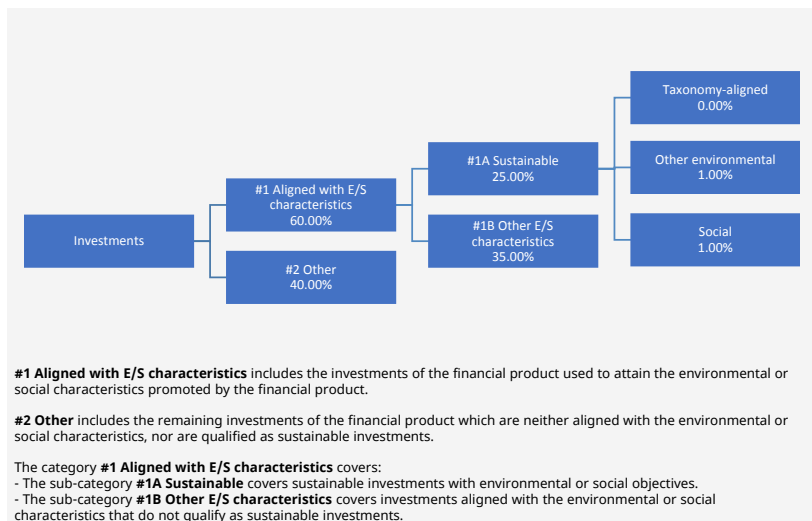 Taxonomy-aligned
0.00%
#1A Sustainable
25.00%
Other environmental
1.00%
#1 Aligned with E/S
characteristics
60.00%
#1B Other E/S
characteristics
35.00%
Social
1.00%
Investments
#2 Other
40.00%
#1 Aligned with E/S characteristics includes the investments of the financial product used to attain the environmental or
social characteristics promoted by the financial product.
#2 Other includes the remaining investments of the financial product which are neither aligned with the environmental or
social characteristics, nor are qualified as sustainable investments.
The category #1 Aligned with E/S characteristics covers:
- The sub-category #1A Sustainable covers sustainable investments with environmental or social objectives.
- The sub-category #1B Other E/S characteristics covers investments aligned with the environmental or social
characteristics that do not qualify as sustainable investments.